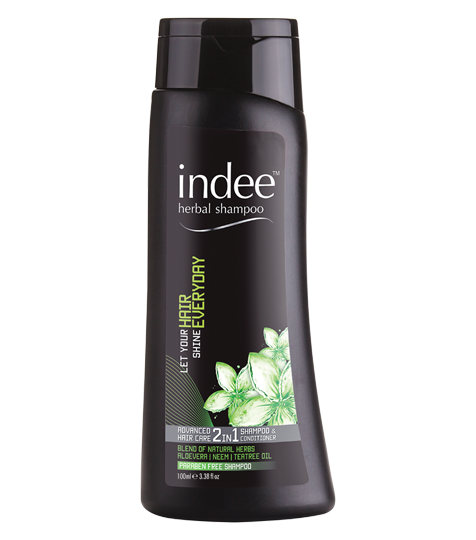 indee™
herbal shampoo
LET YOUR HAIR
SHINE EVERYDAY
ADVANCED
HAIR CARE
2IN1
SHAMPOO &
CONDITIONER
BLEND OF NATURAL HERBS
ALOEVERA | NEEM | TEATREE OIL
PARABEN FREE SHAMPOO
100ml ℮ 3.38 fl oz